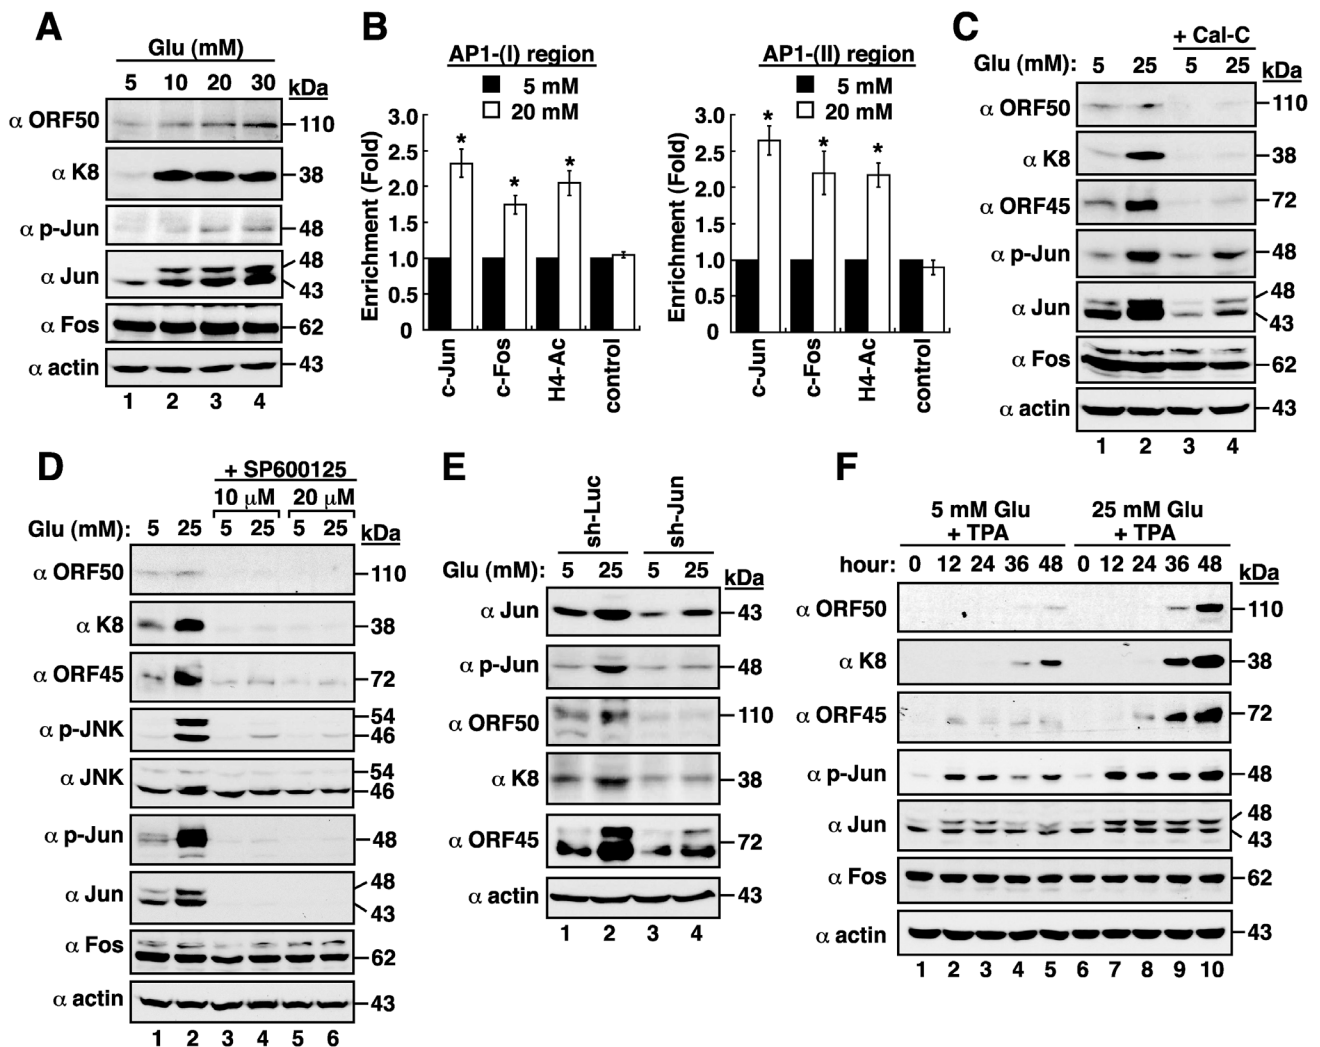 A
Glu (mM)
5 10 20 30 kDa
α ORF50 110
α K8 38
α p-Jun 48
α Jun 48
43
α Fos 62
α actin 43
1 2 3 4
B
AP1-(I) region
5 mM
20 mM
Enrichment (Fold)
3.0
2.5
2.0
1.5
1.0
0.5
0
* * *
c-Jun c-Fos H4-Ac control
AP1-(II) region
5 mM
20 mM
Enrichment (Fold)
3.0
2.5
2.0
1.5
1.0
0.5
0
* * *
c-Jun c-Fos H4-Ac control
C
+ Cal-C
Glu (mM): 5 25 5 25 kDa
α ORF50 110
α K8 38
α ORF45 72
α p-Jun 48
α Jun 48
43
α Fos 62
α actin 43
1 2 3 4
D
+ SP600125
10 μM 20 μM
Glu (mM): 5 25 5 25 5 25 kDa
α ORF50 110
α K8 38
α ORF45 72
α p-JNK 54
46
α JNK 54
46
α p-Jun 48
α Jun 48
43
α Fos 62
α actin 43
1 2 3 4 5 6
E
sh-Luc sh-Jun
Glu (mM): 5 25 5 25 kDa
α Jun 43
α p-Jun 48
α ORF50 110
α K8 38
α ORF45 72
α actin 43
1 2 3 4
F
5 mM Glu 25 mM Glu
+ TPA + TPA
hour: 0 12 24 36 48 0 12 24 36 48 kDa
α ORF50 110
α K8 38
α ORF45 72
α p-Jun 48
α Jun 48
43
α Fos 62
α actin 43
1 2 3 4 5 6 7 8 9 10